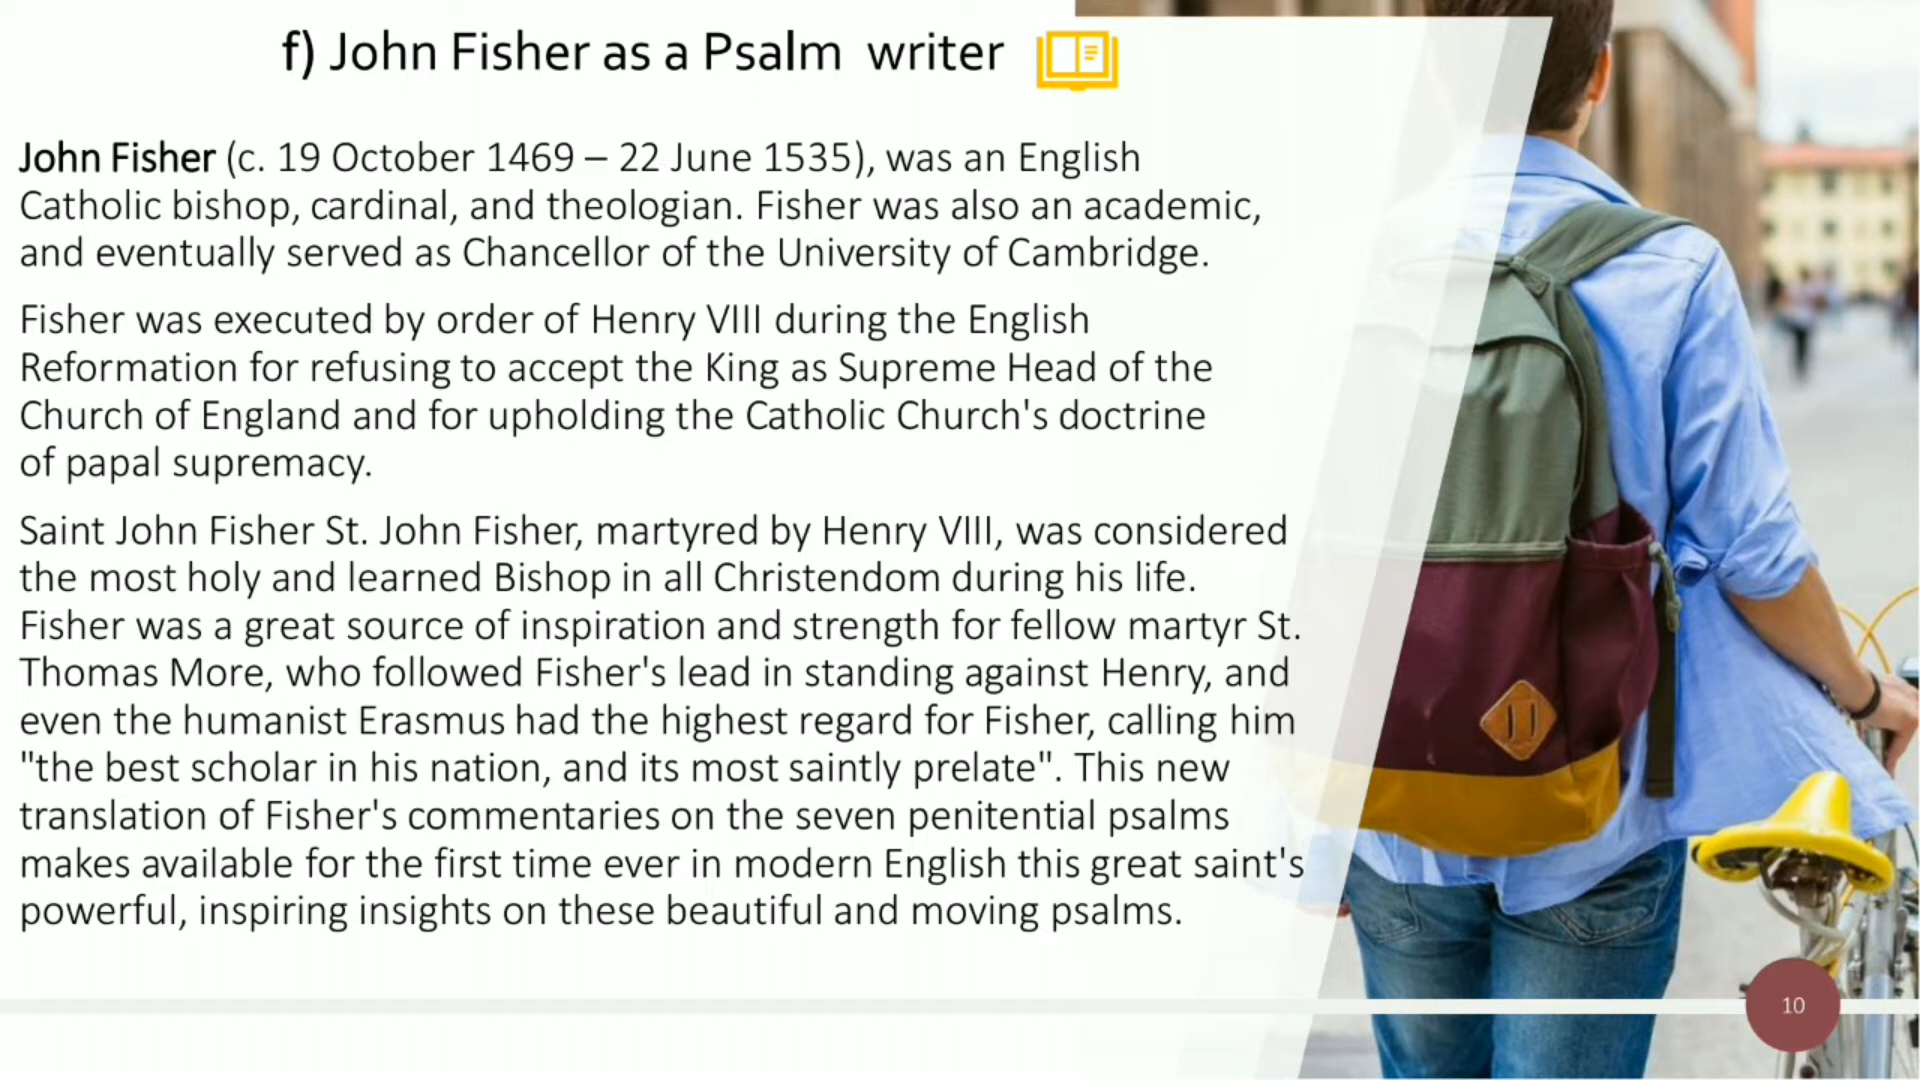 f) John Fisher as a Psalm writer
John Fisher (c. 19 October 1469 – 22 June 1535), was an English
Catholic bishop, cardinal, and theologian. Fisher was also an academic,
and eventually served as Chancellor of the University of Cambridge.
Fisher was executed by order of Henry VIII during the English
Reformation for refusing to accept the King as Supreme Head of the
Church of England and for upholding the Catholic Church's doctrine
of papal supremacy.
Saint John Fisher St. John Fisher, martyred by Henry VIII, was considered
the most holy and learned Bishop in all Christendom during his life.
Fisher was a great source of inspiration and strength for fellow martyr St.
Thomas More, who followed Fisher's lead in standing against Henry, and
even the humanist Erasmus had the highest regard for Fisher, calling him
"the best scholar in his nation, and its most saintly prelate". This new
translation of Fisher's commentaries on the seven penitential psalms
makes available for the first time ever in modern English this great saint's
powerful, inspiring insights on these beautiful and moving psalms.
10